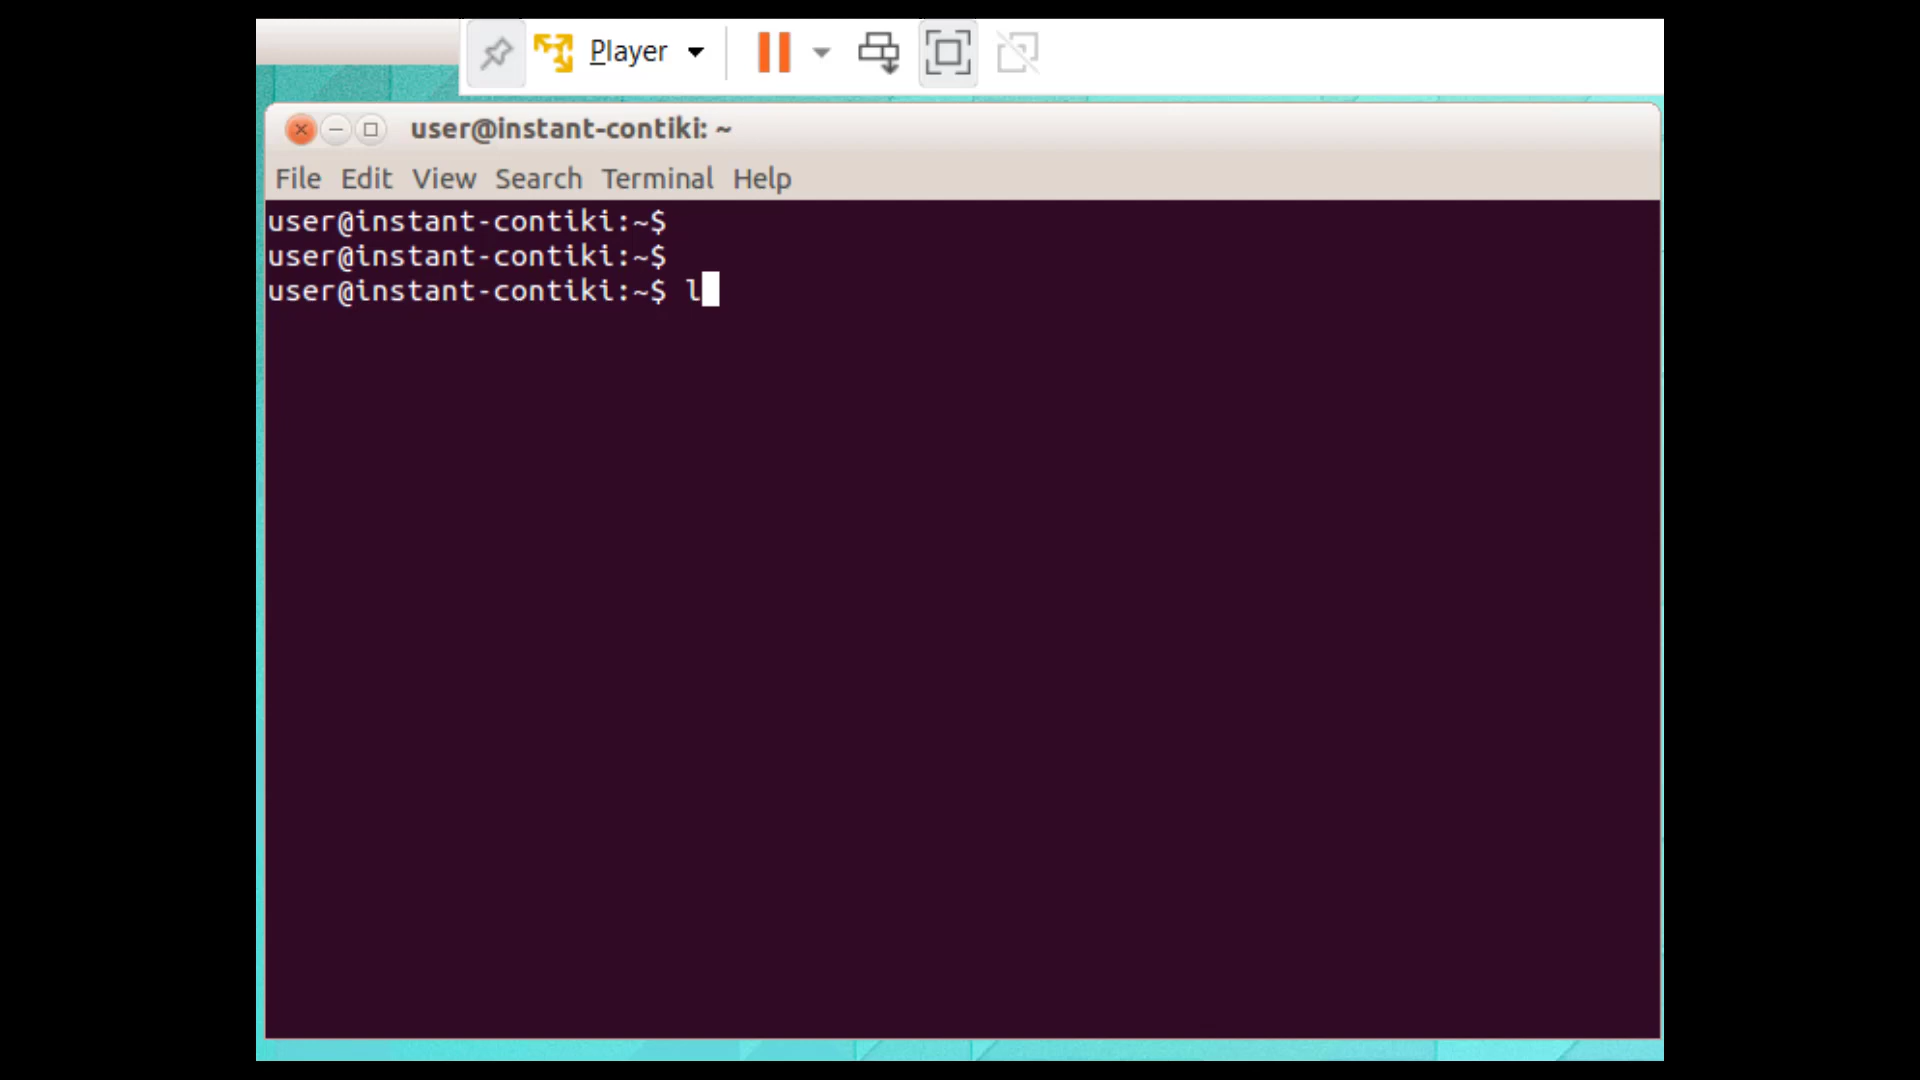 Player
user@instant-contiki: ~
File Edit View Search Terminal Help
user@instant-contiki:~$
user@instant-contiki:~$
user@instant-contiki:~$ l